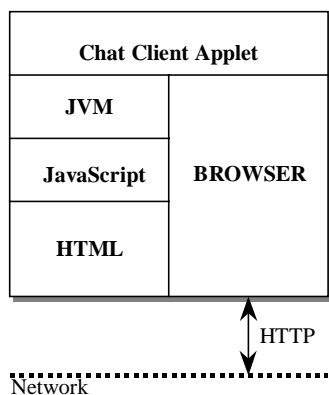 Chat Client Applet
JVM
JavaScript
BROWSER
HTML
HTTP
Network